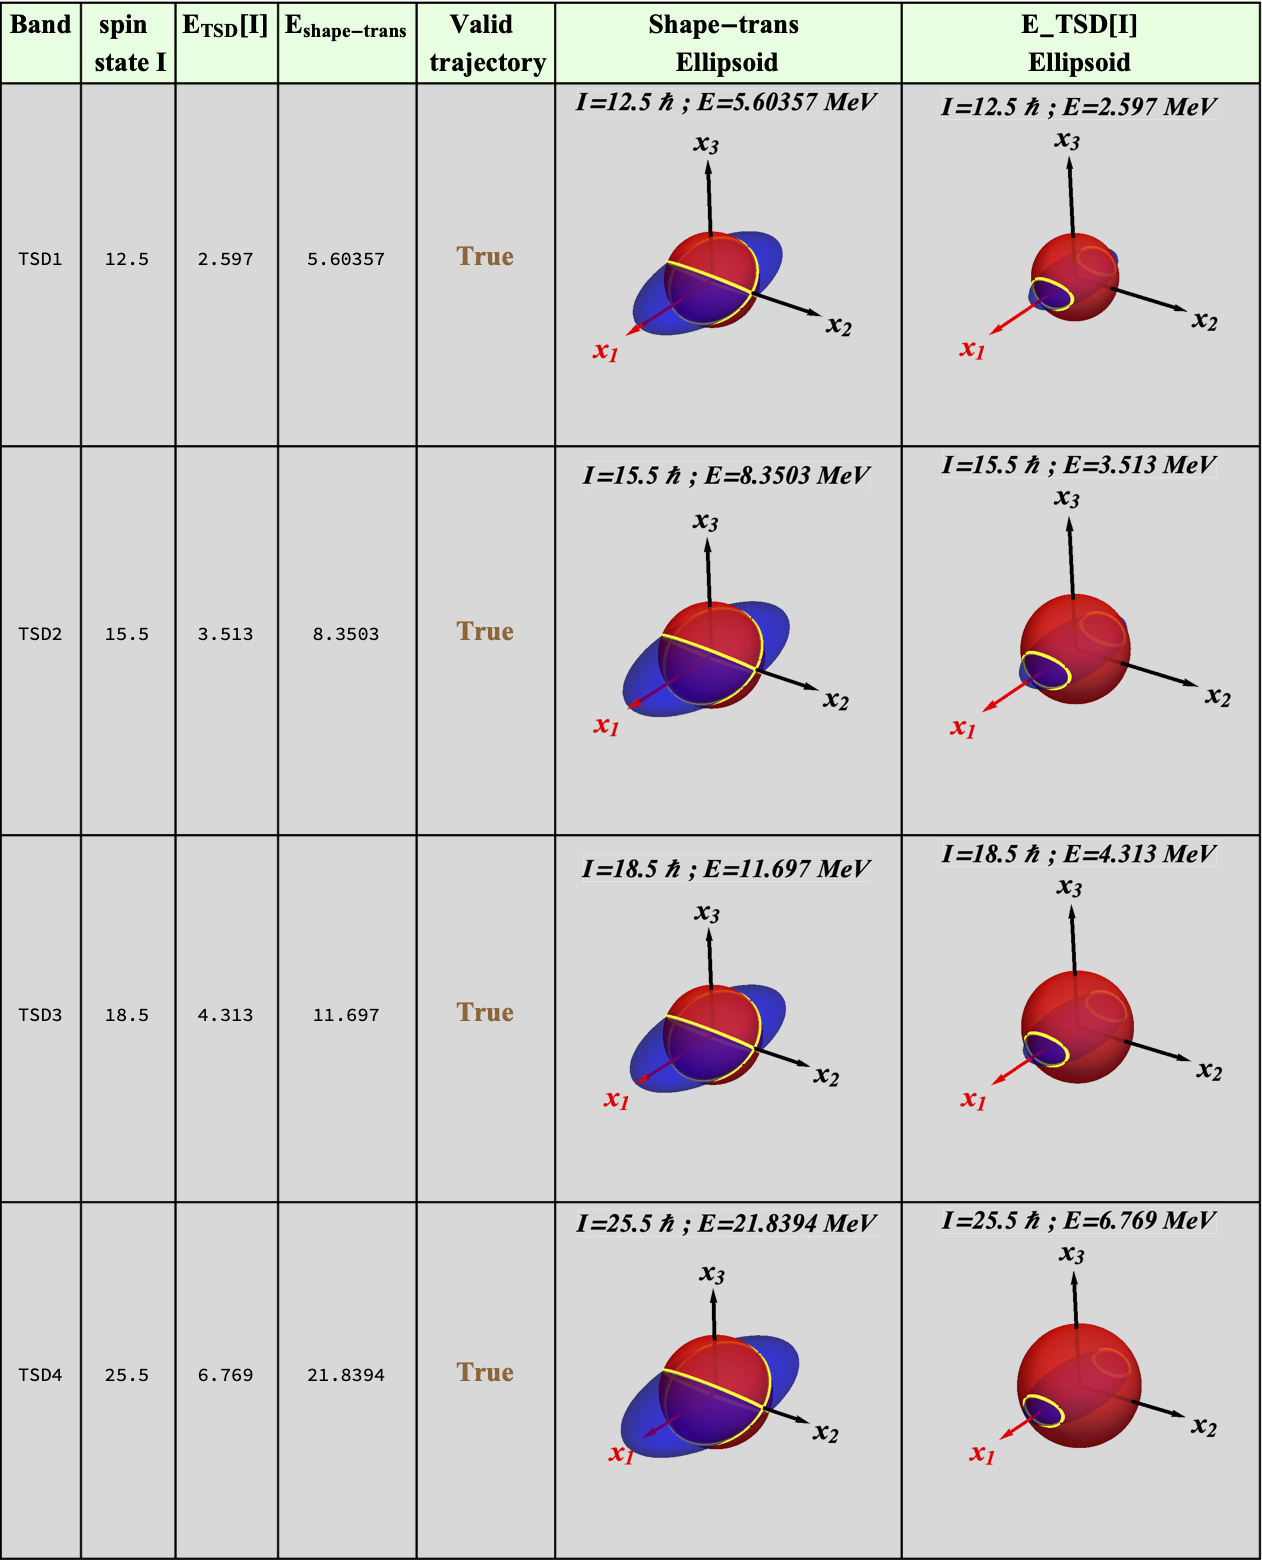 Band spin state I E_TSD[I] E_shape−trans Valid trajectory Shape−trans Ellipsoid E_TSD[I] Ellipsoid
TSD1 12.5 2.597 5.60357 True
I=12.5 ℏ ; E=5.60357 MeV
x3
x2
x1
I=12.5 ℏ ; E=2.597 MeV
x3
x2
x1
TSD2 15.5 3.513 8.3503 True
I=15.5 ℏ ; E=8.3503 MeV
x3
x2
x1
I=15.5 ℏ ; E=3.513 MeV
x3
x2
x1
TSD3 18.5 4.313 11.697 True
I=18.5 ℏ ; E=11.697 MeV
x3
x2
x1
I=18.5 ℏ ; E=4.313 MeV
x3
x2
x1
TSD4 25.5 6.769 21.8394 True
I=25.5 ℏ ; E=21.8394 MeV
x3
x2
x1
I=25.5 ℏ ; E=6.769 MeV
x3
x2
x1